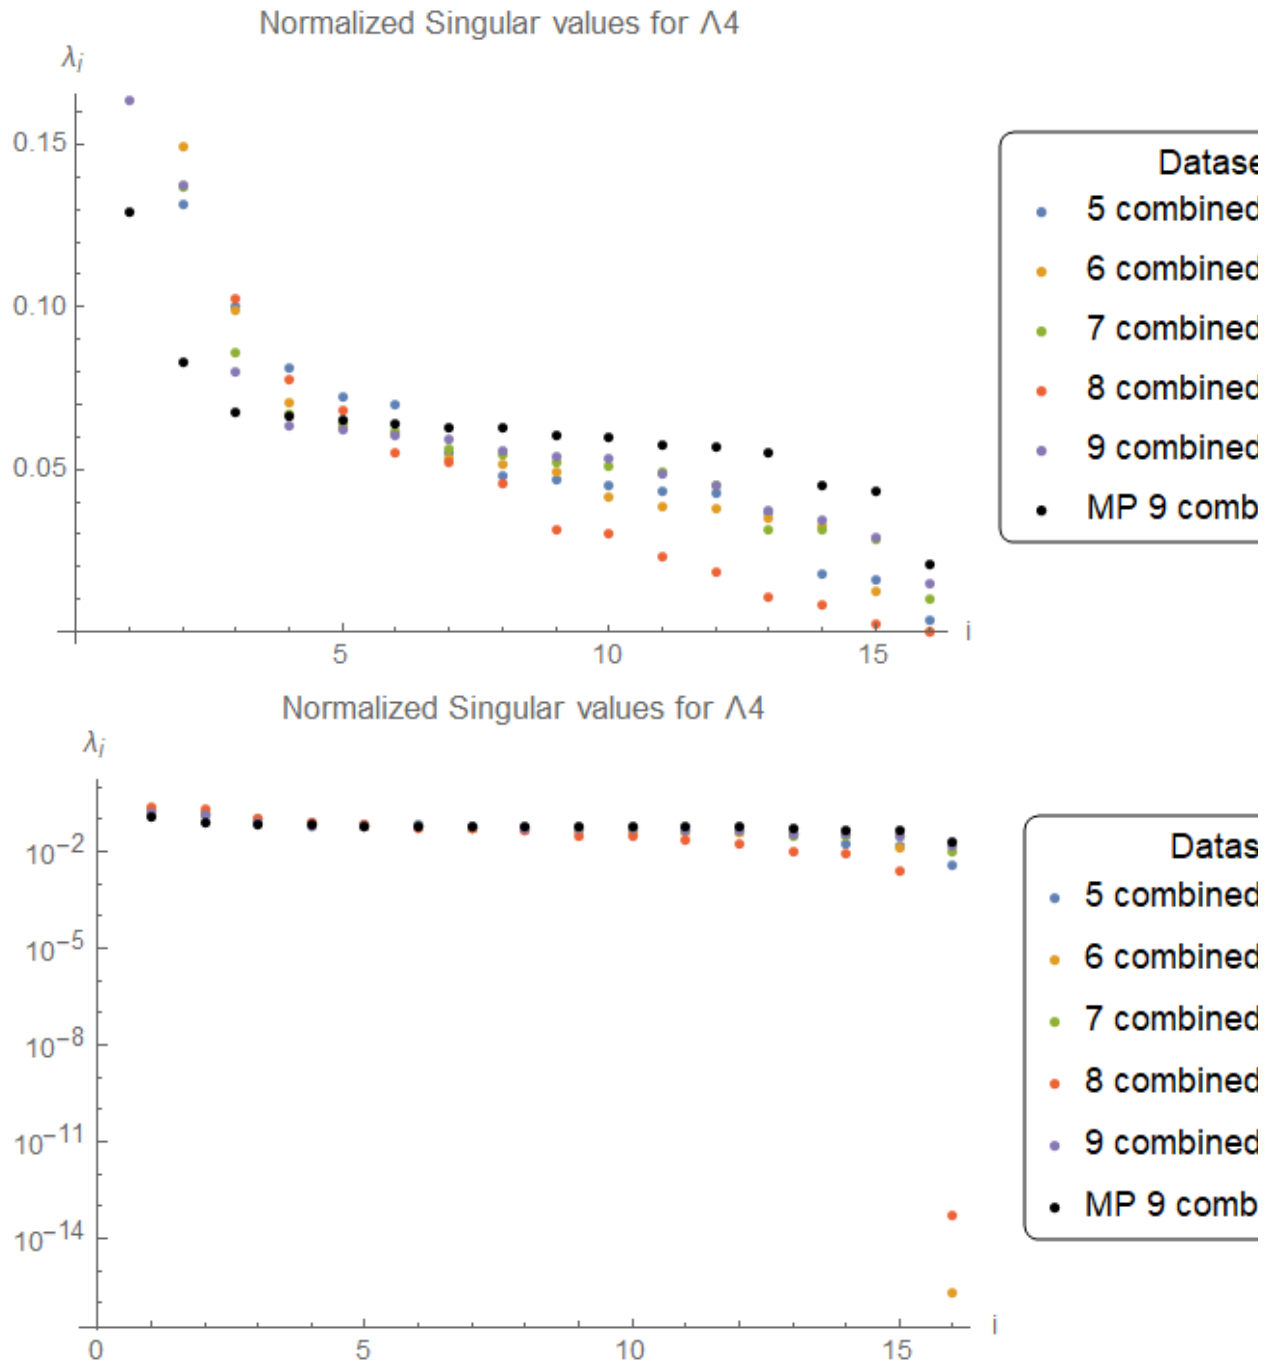 Normalized Singular values for Λ4
λi
0.15
0.10
0.05
5
10
15
i
Datase
5 combined
6 combined
7 combined
8 combined
9 combined
MP 9 comb
Normalized Singular values for Λ4
λi
10−2
10−5
10−8
10−11
10−14
0
5
10
15
i
Datas
5 combined
6 combined
7 combined
8 combined
9 combined
MP 9 comb